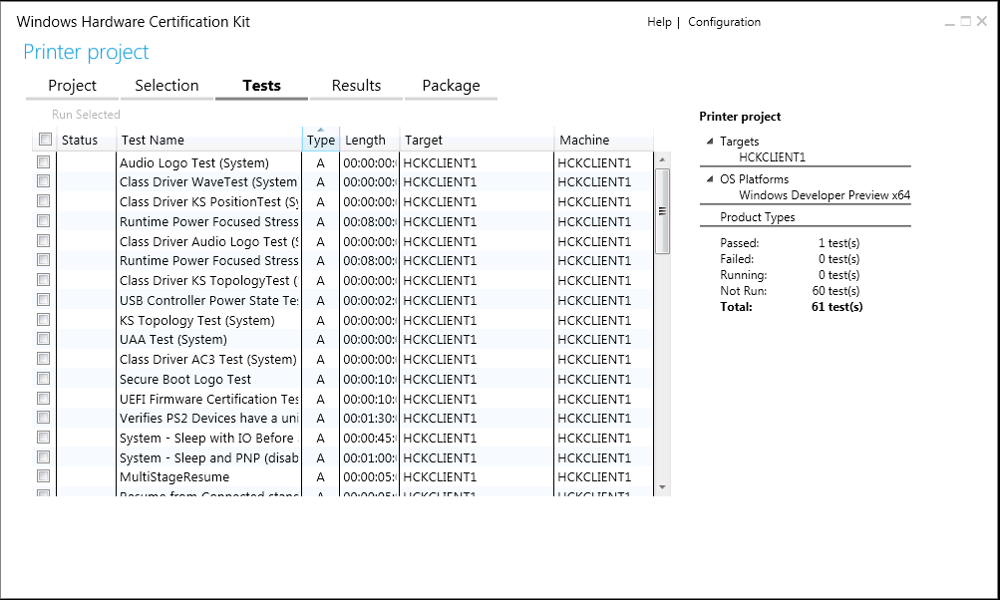 Windows Hardware Certification Kit
Help | Configuration
Printer project
Project Selection Tests Results Package
Run Selected
Status Test Name Type Length Target Machine
Audio Logo Test (System) A 00:00:00: HCKCLIENT1 HCKCLIENT1
Class Driver WaveTest (System A 00:00:00: HCKCLIENT1 HCKCLIENT1
Class Driver KS PositionTest (Sy A 00:00:00: HCKCLIENT1 HCKCLIENT1
Runtime Power Focused Stress A 00:08:00: HCKCLIENT1 HCKCLIENT1
Class Driver Audio Logo Test (S A 00:00:00: HCKCLIENT1 HCKCLIENT1
Runtime Power Focused Stress A 00:08:00: HCKCLIENT1 HCKCLIENT1
Class Driver KS TopologyTest ( A 00:00:00: HCKCLIENT1 HCKCLIENT1
USB Controller Power State Te A 00:00:02: HCKCLIENT1 HCKCLIENT1
KS Topology Test (System) A 00:00:00: HCKCLIENT1 HCKCLIENT1
UAA Test (System) A 00:00:00: HCKCLIENT1 HCKCLIENT1
Class Driver AC3 Test (System) A 00:00:00: HCKCLIENT1 HCKCLIENT1
Secure Boot Logo Test A 00:00:10: HCKCLIENT1 HCKCLIENT1
UEFI Firmware Certification Tes A 00:00:10: HCKCLIENT1 HCKCLIENT1
Verifies PS2 Devices have a uni A 00:01:30: HCKCLIENT1 HCKCLIENT1
System - Sleep with IO Before A 00:00:45: HCKCLIENT1 HCKCLIENT1
System - Sleep and PNP (disab A 00:01:00: HCKCLIENT1 HCKCLIENT1
MultiStageResume A 00:00:05: HCKCLIENT1 HCKCLIENT1
Resume from Connected stand A 00:00:05: HCKCLIENT1 HCKCLIENT1
Printer project
Targets
HCKCLIENT1
OS Platforms
Windows Developer Preview x64
Product Types
Passed: 1 test(s)
Failed: 0 test(s)
Running: 0 test(s)
Not Run: 60 test(s)
Total: 61 test(s)